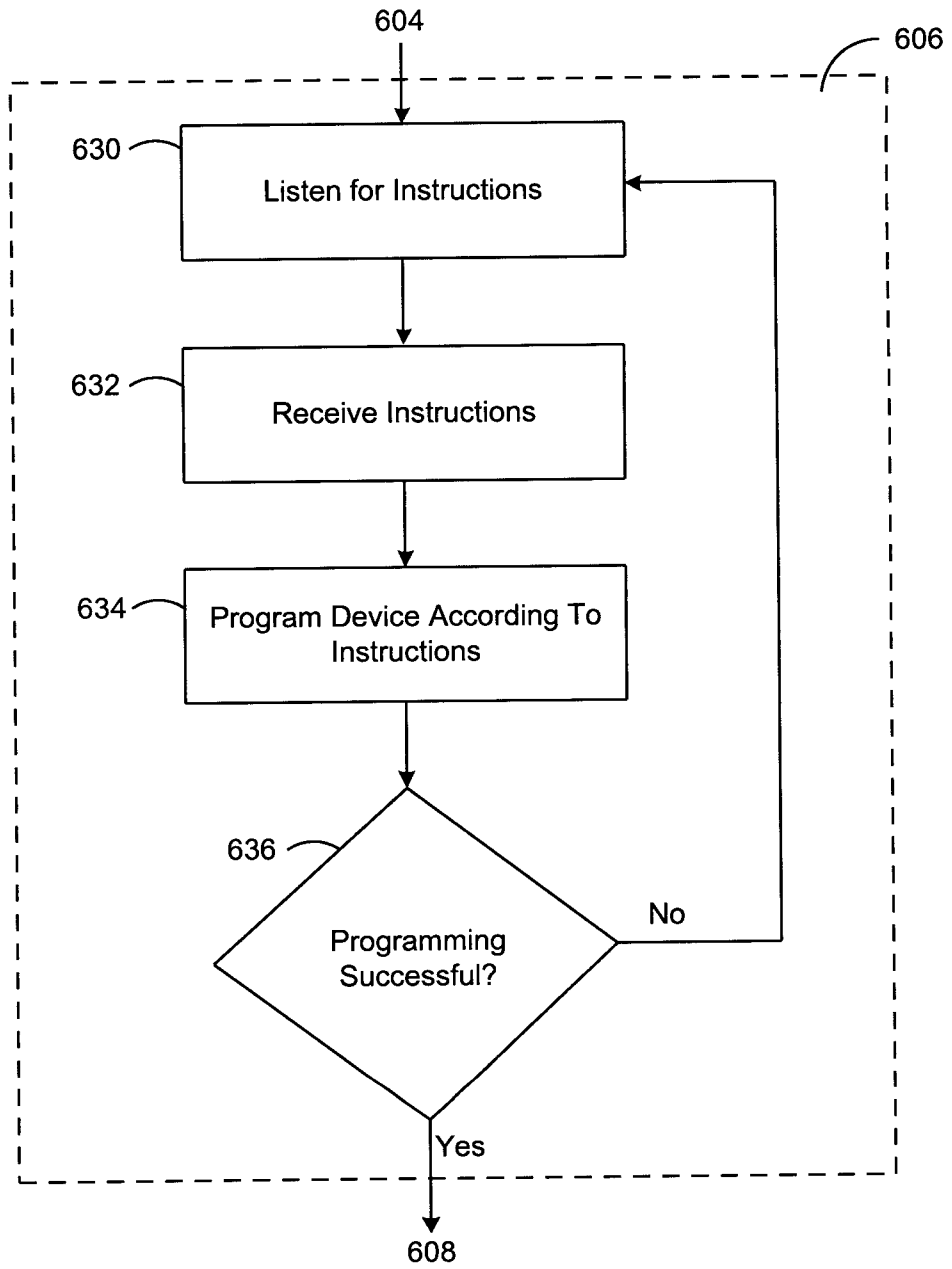 604
606
630
Listen for Instructions
632
Receive Instructions
634
Program Device According To
Instructions
636
No
Programming
Successful?
Yes
608